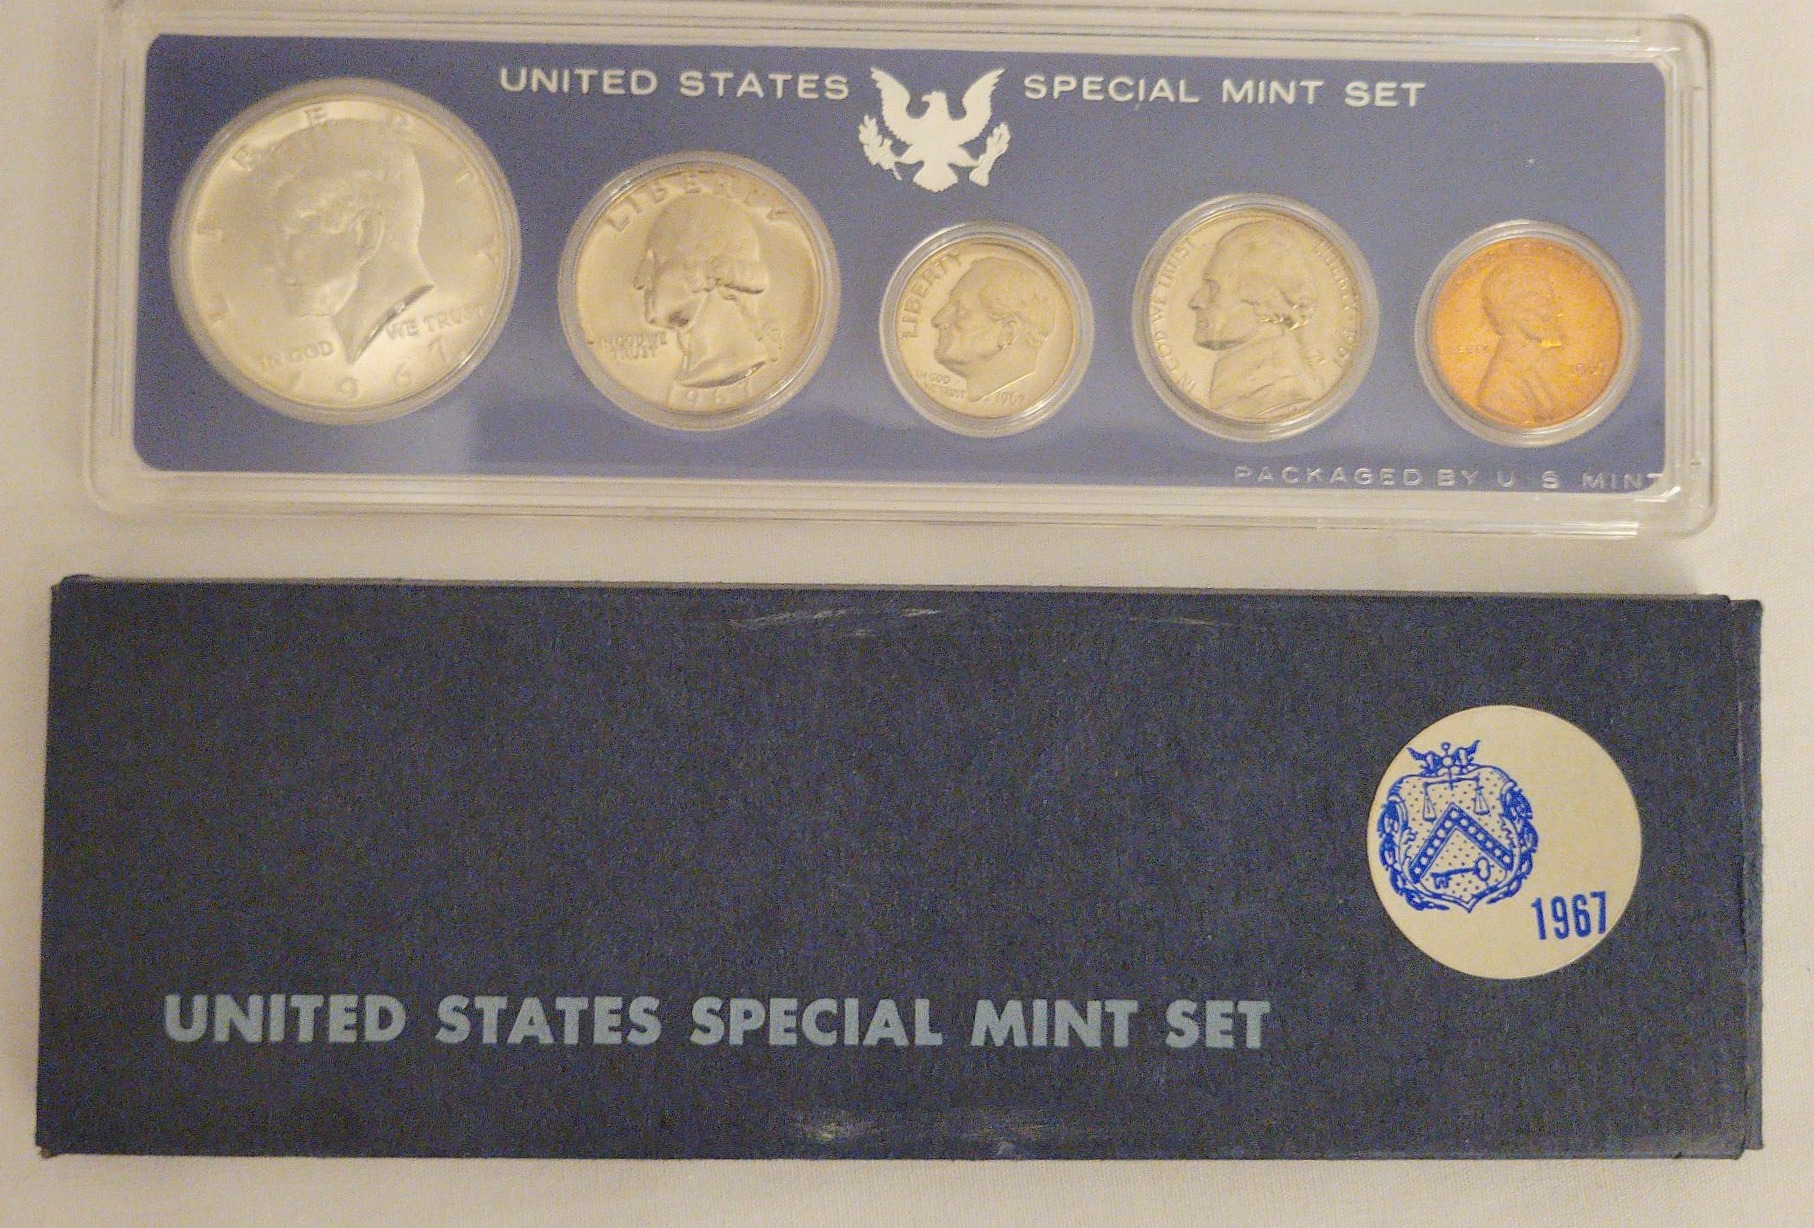 UNITED STATES SPECIAL MINT SET
LIBERTY
IN GOD WE TRUST
1967
LIBERTY
IN GOD WE
TRUST
1967
LIBERTY
IN GOD
WE TRUST
1967
IN GOD WE TRUST
LIBERTY 1967
LIBERTY
1967
PACKAGED BY U S MINT
1967
UNITED STATES SPECIAL MINT SET